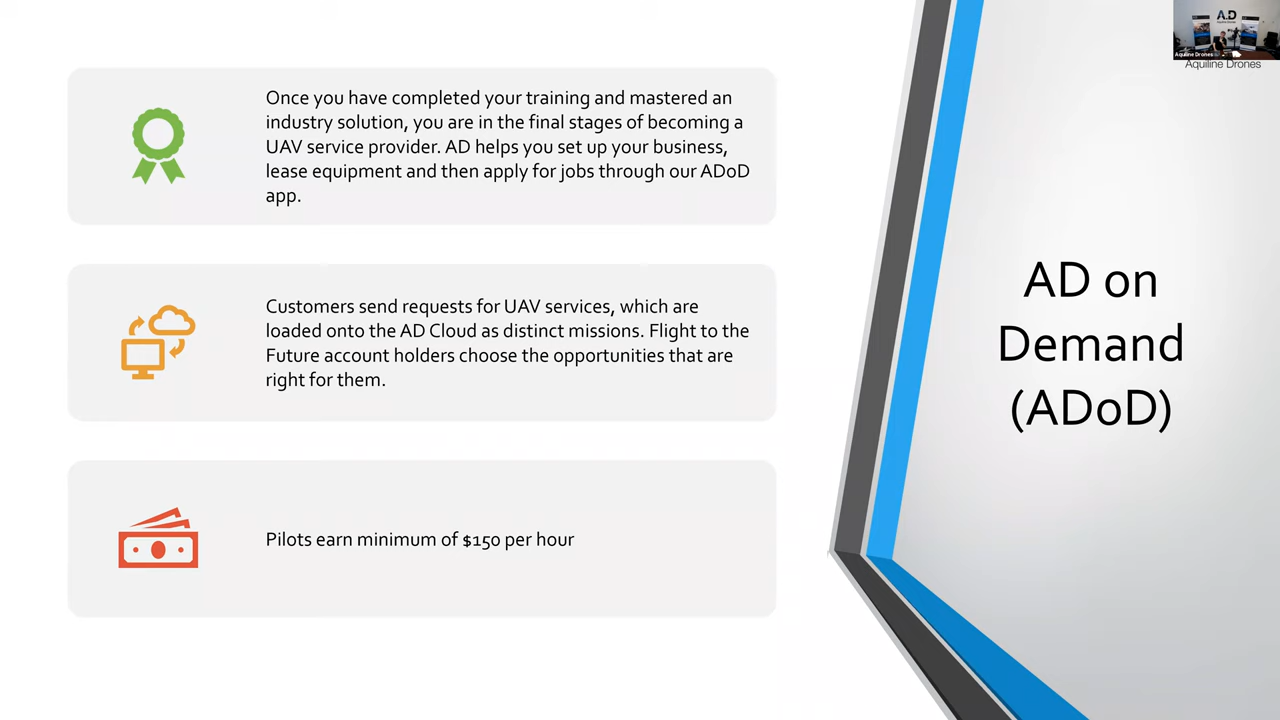 Once you have completed your training and mastered an
industry solution, you are in the final stages of becoming a
UAV service provider. AD helps you set up your business,
lease equipment and then apply for jobs through our ADoD
app.
Customers send requests for UAV services, which are
loaded onto the AD Cloud as distinct missions. Flight to the
Future account holders choose the opportunities that are
right for them.
Pilots earn minimum of $150 per hour
AD on
Demand
(ADoD)
AD
Aquiline Drones
Aquiline Drones